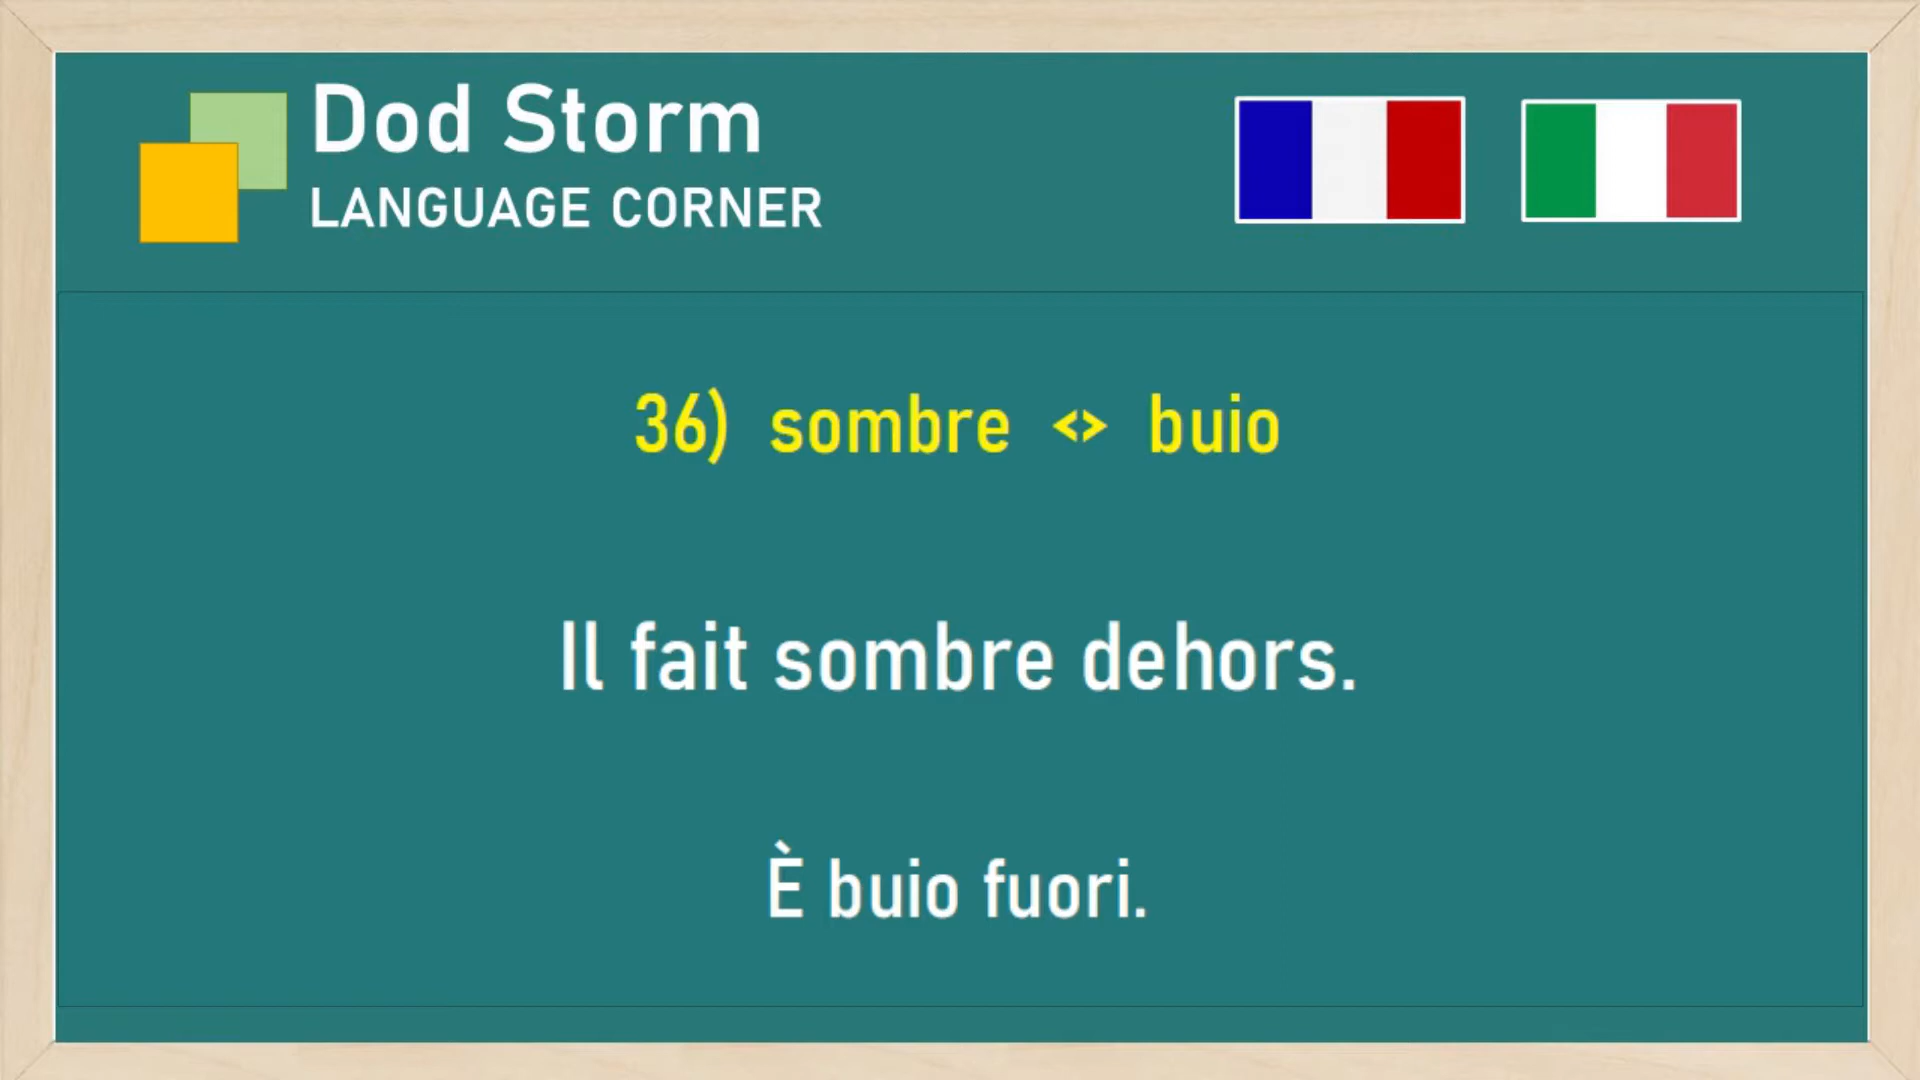 Dod Storm
LANGUAGE CORNER
36) sombre <> buio
Il fait sombre dehors.
È buio fuori.